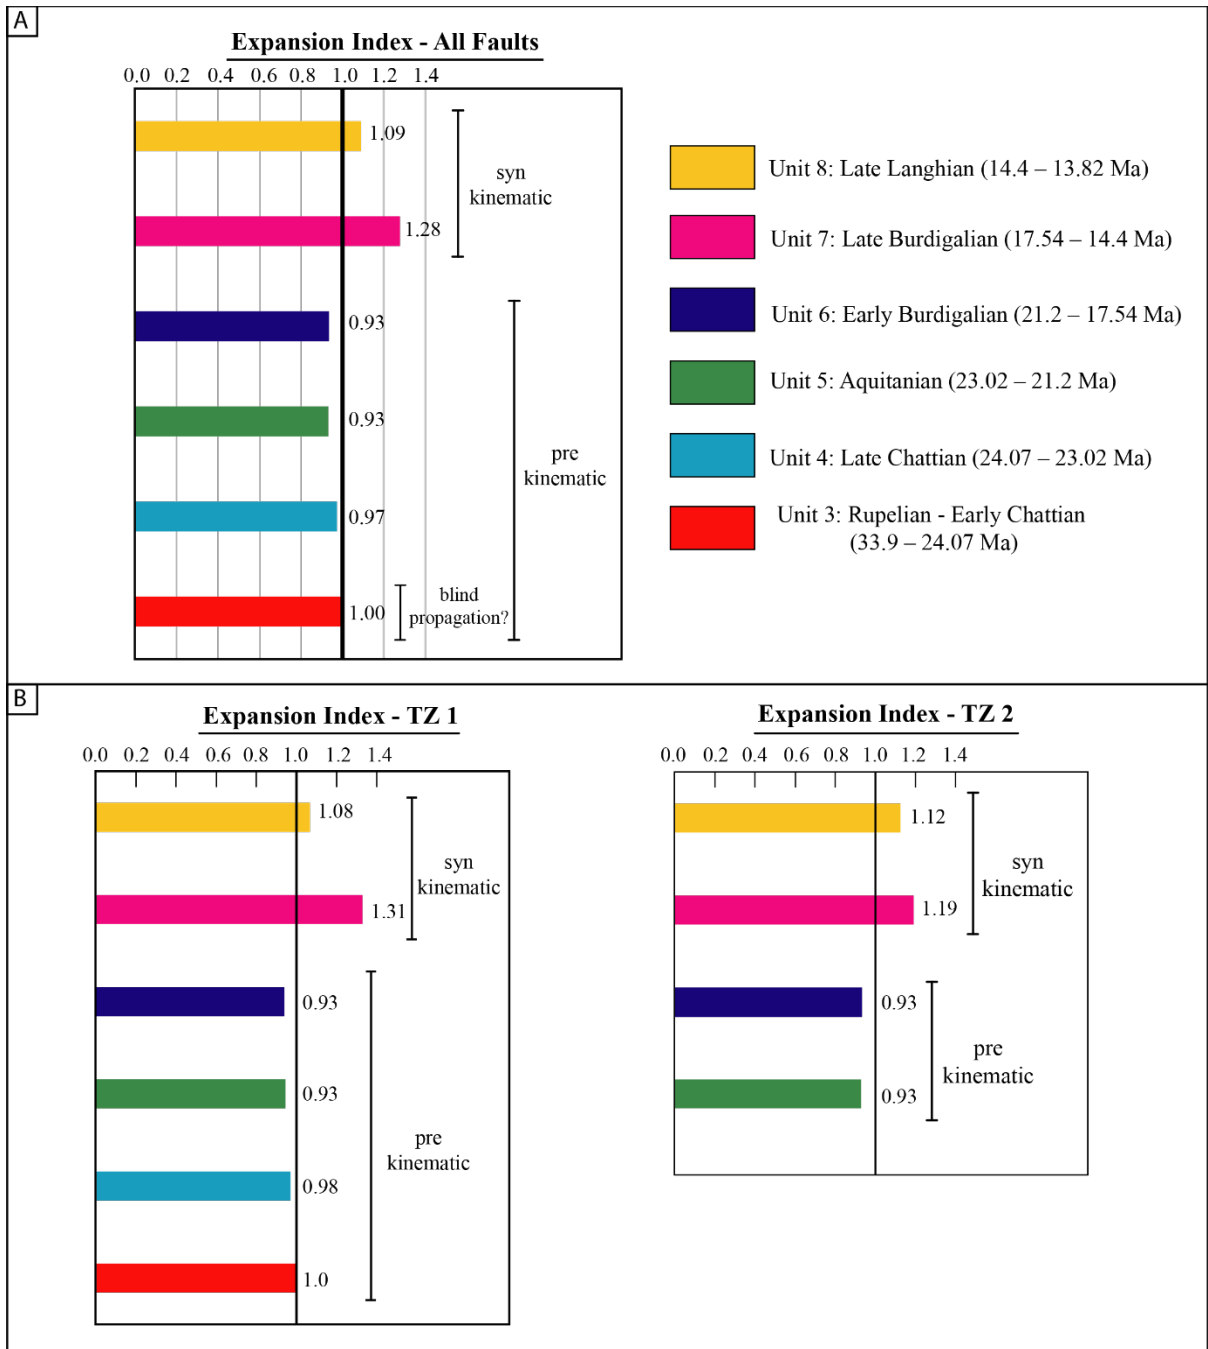 A
Expansion Index - All Faults
0.0 0.2 0.4 0.6 0.8 1.0 1.2 1.4
1.09
syn
kinematic
1.28
0.93
0.93
pre
kinematic
0.97
blind
propagation?
1.00
Unit 8: Late Langhian (14.4 – 13.82 Ma)
Unit 7: Late Burdigalian (17.54 – 14.4 Ma)
Unit 6: Early Burdigalian (21.2 – 17.54 Ma)
Unit 5: Aquitanian (23.02 – 21.2 Ma)
Unit 4: Late Chattian (24.07 – 23.02 Ma)
Unit 3: Rupelian - Early Chattian
(33.9 – 24.07 Ma)
B
Expansion Index - TZ 1
0.0 0.2 0.4 0.6 0.8 1.0 1.2 1.4
1.08
syn
kinematic
1.31
0.93
0.93
pre
kinematic
0.98
1.0
Expansion Index - TZ 2
0.0 0.2 0.4 0.6 0.8 1.0 1.2 1.4
1.12
syn
kinematic
1.19
0.93
pre
kinematic
0.93